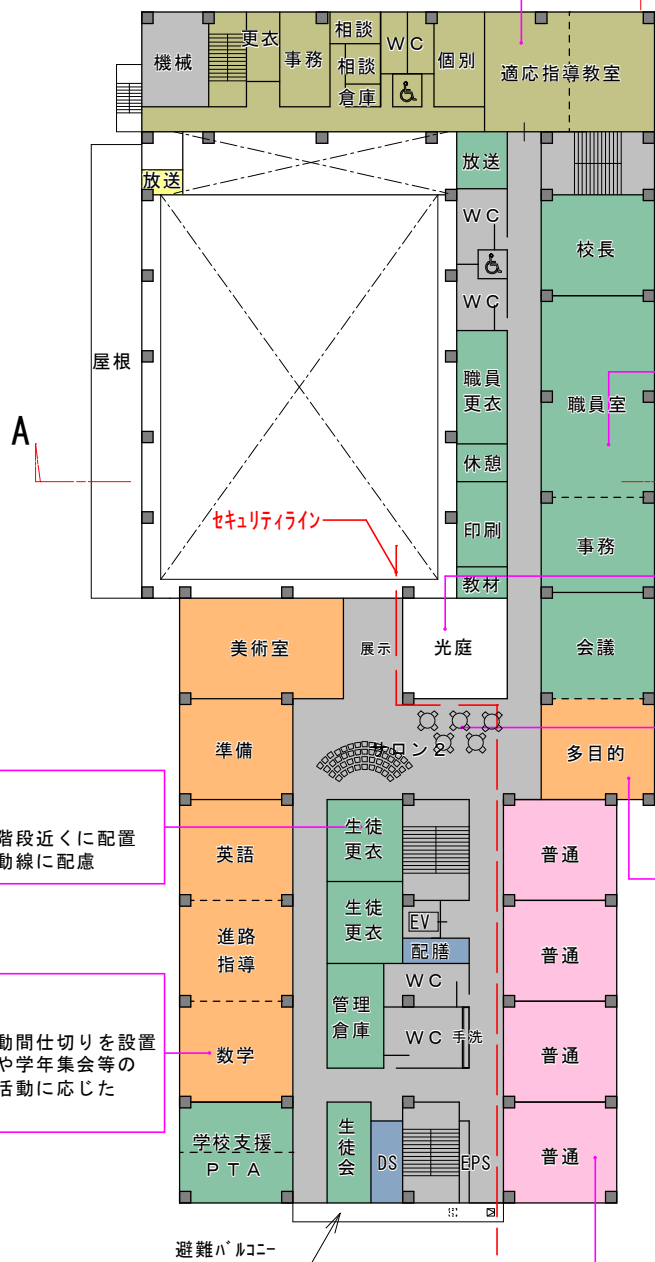 機械
更衣
事務
相談
相談
倉庫
WC
個別
適応指導教室
放送
放送
WC
WC
校長
屋根
職員
更衣
職員室
A
休憩
セキュリティライン
印刷
事務
教材
美術室
展示
光庭
会議
準備
サロン2
多目的
階段近くに配置
動線に配慮
英語
生徒
更衣
普通
進路
指導
生徒
更衣
EV
配膳
普通
WC
管理
倉庫
WC
手洗
動間仕切りを設置
や学年集会等の
活動に応じた
数学
普通
学校支援
PTA
生徒会
DS
EPS
普通
避難バルコニー